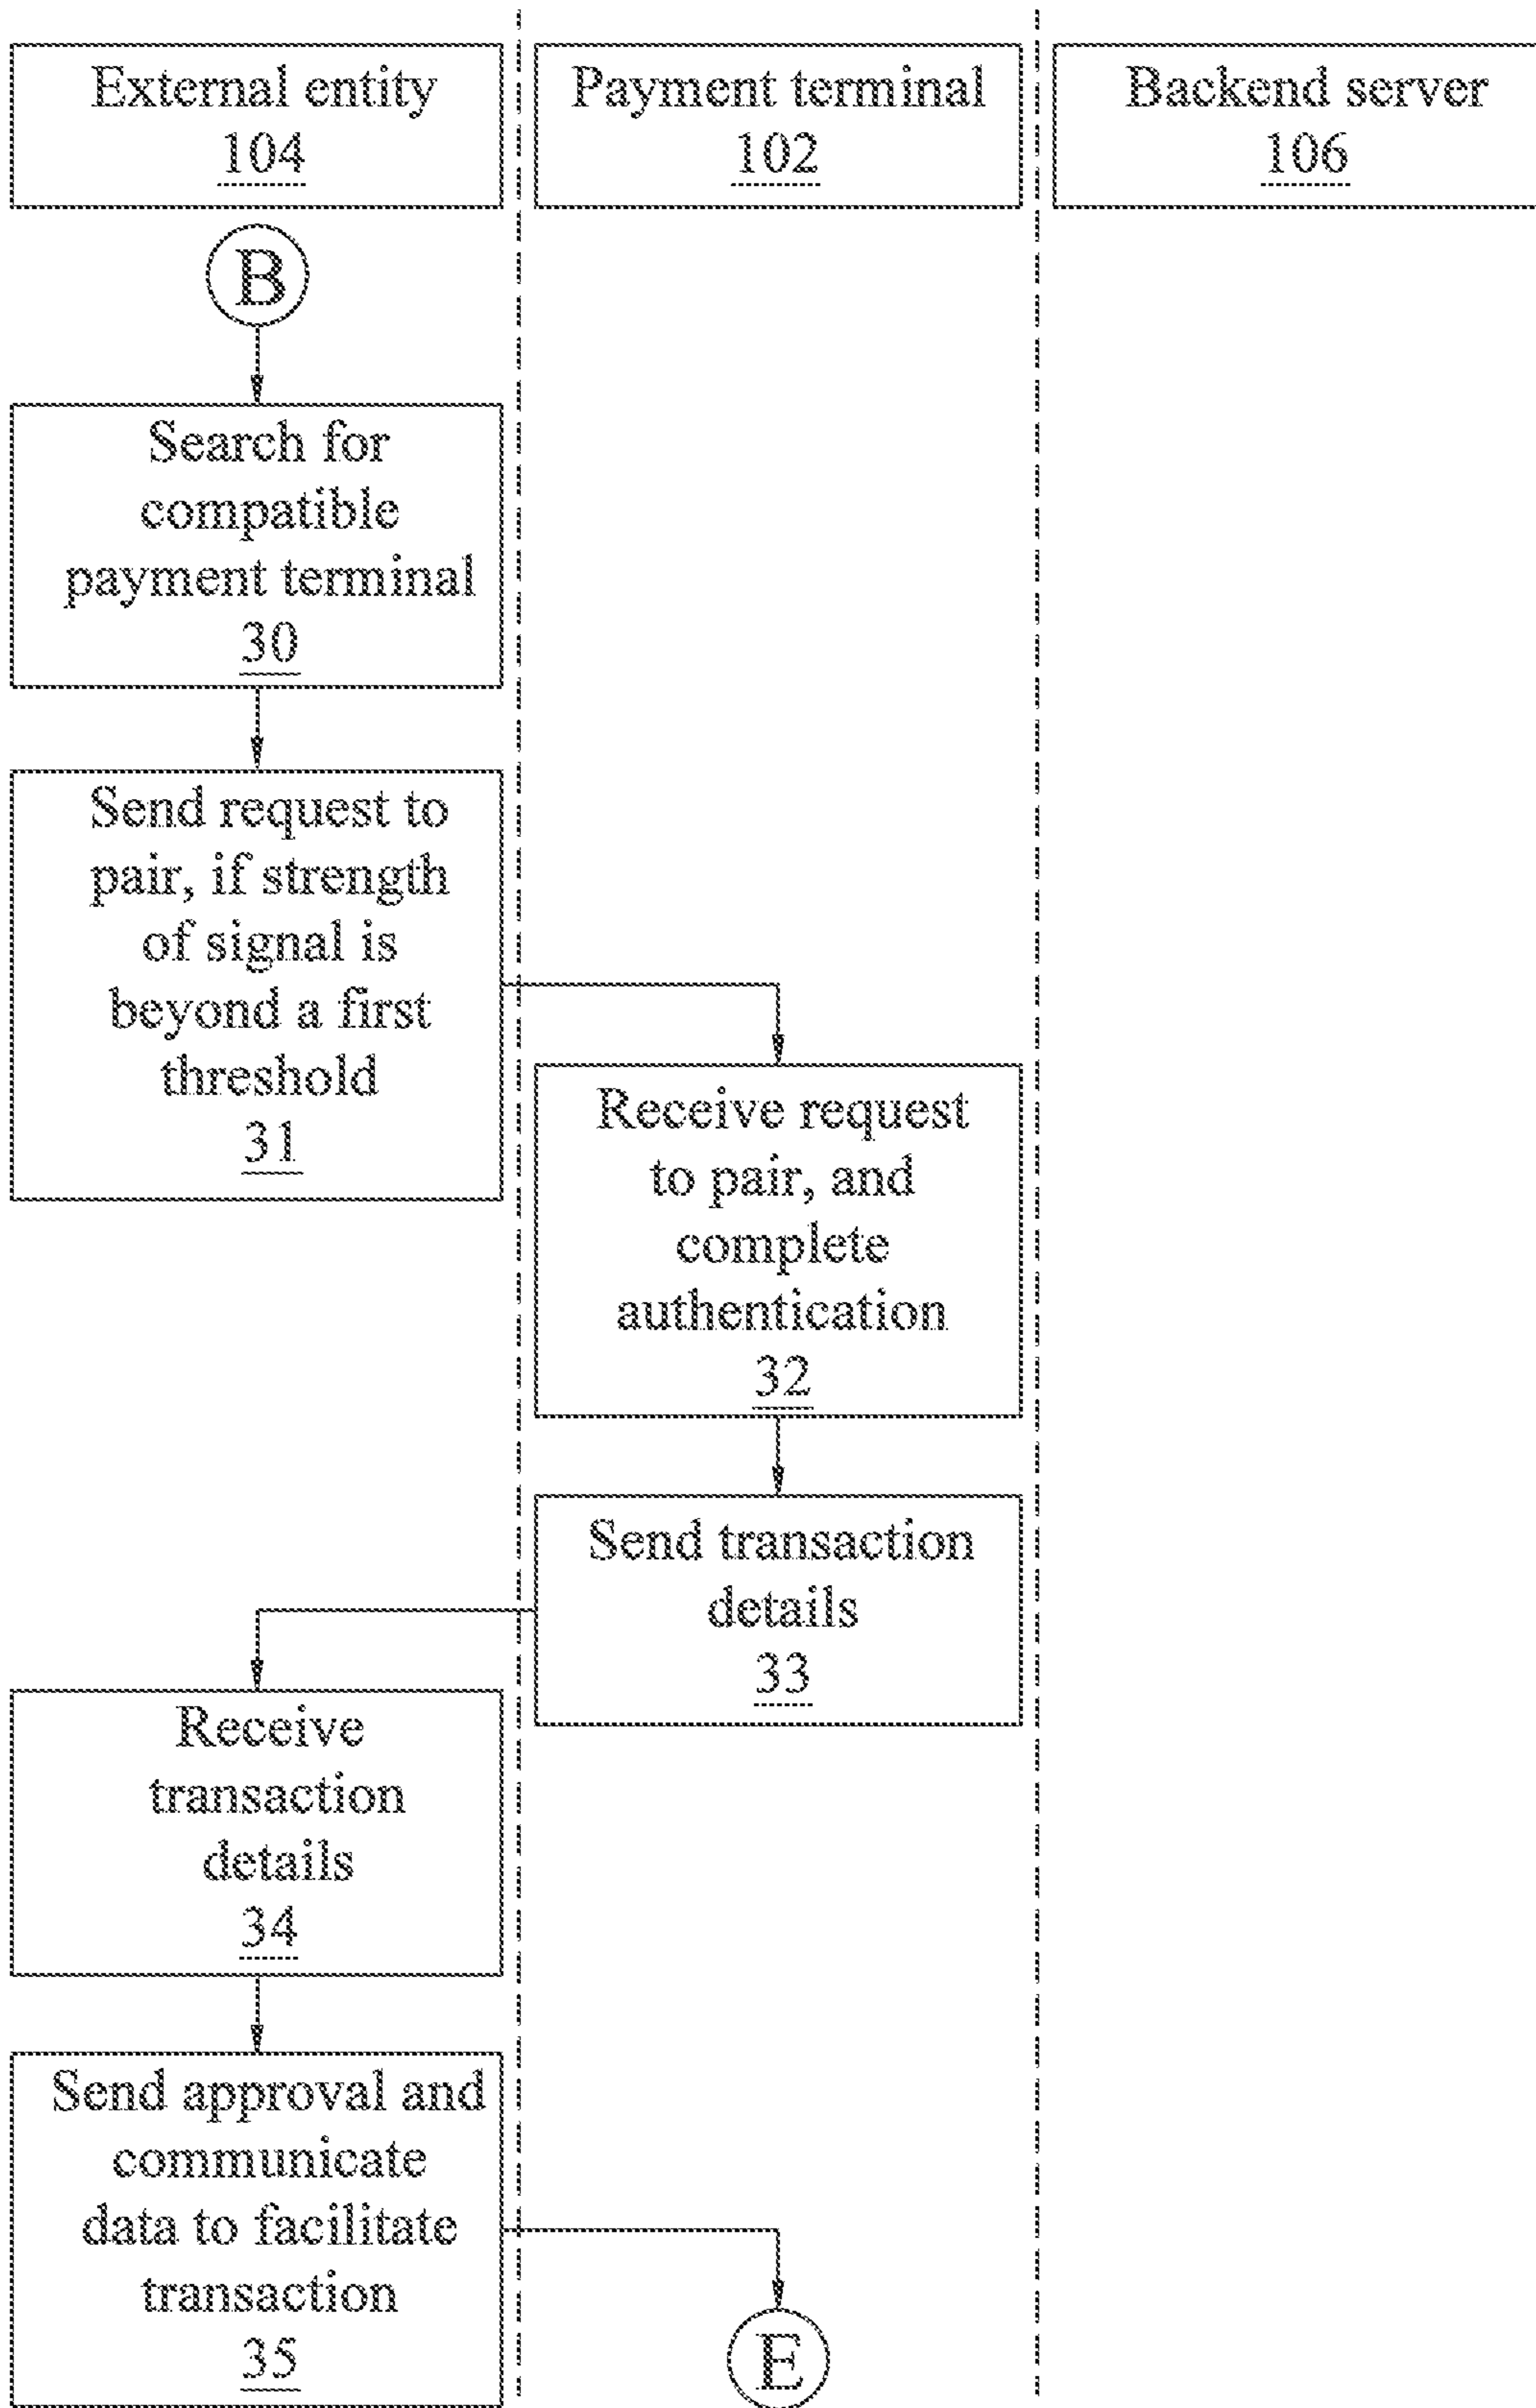 External entity
104
Payment terminal
102
Backend server
106
B
Search for
compatible
payment terminal
30
Send request to
pair, if strength
of signal is
beyond a first
threshold
31
Receive request
to pair, and
complete
authentication
32
Send transaction
details
33
Receive
transaction
details
34
Send approval and
communicate
data to facilitate
transaction
35
E